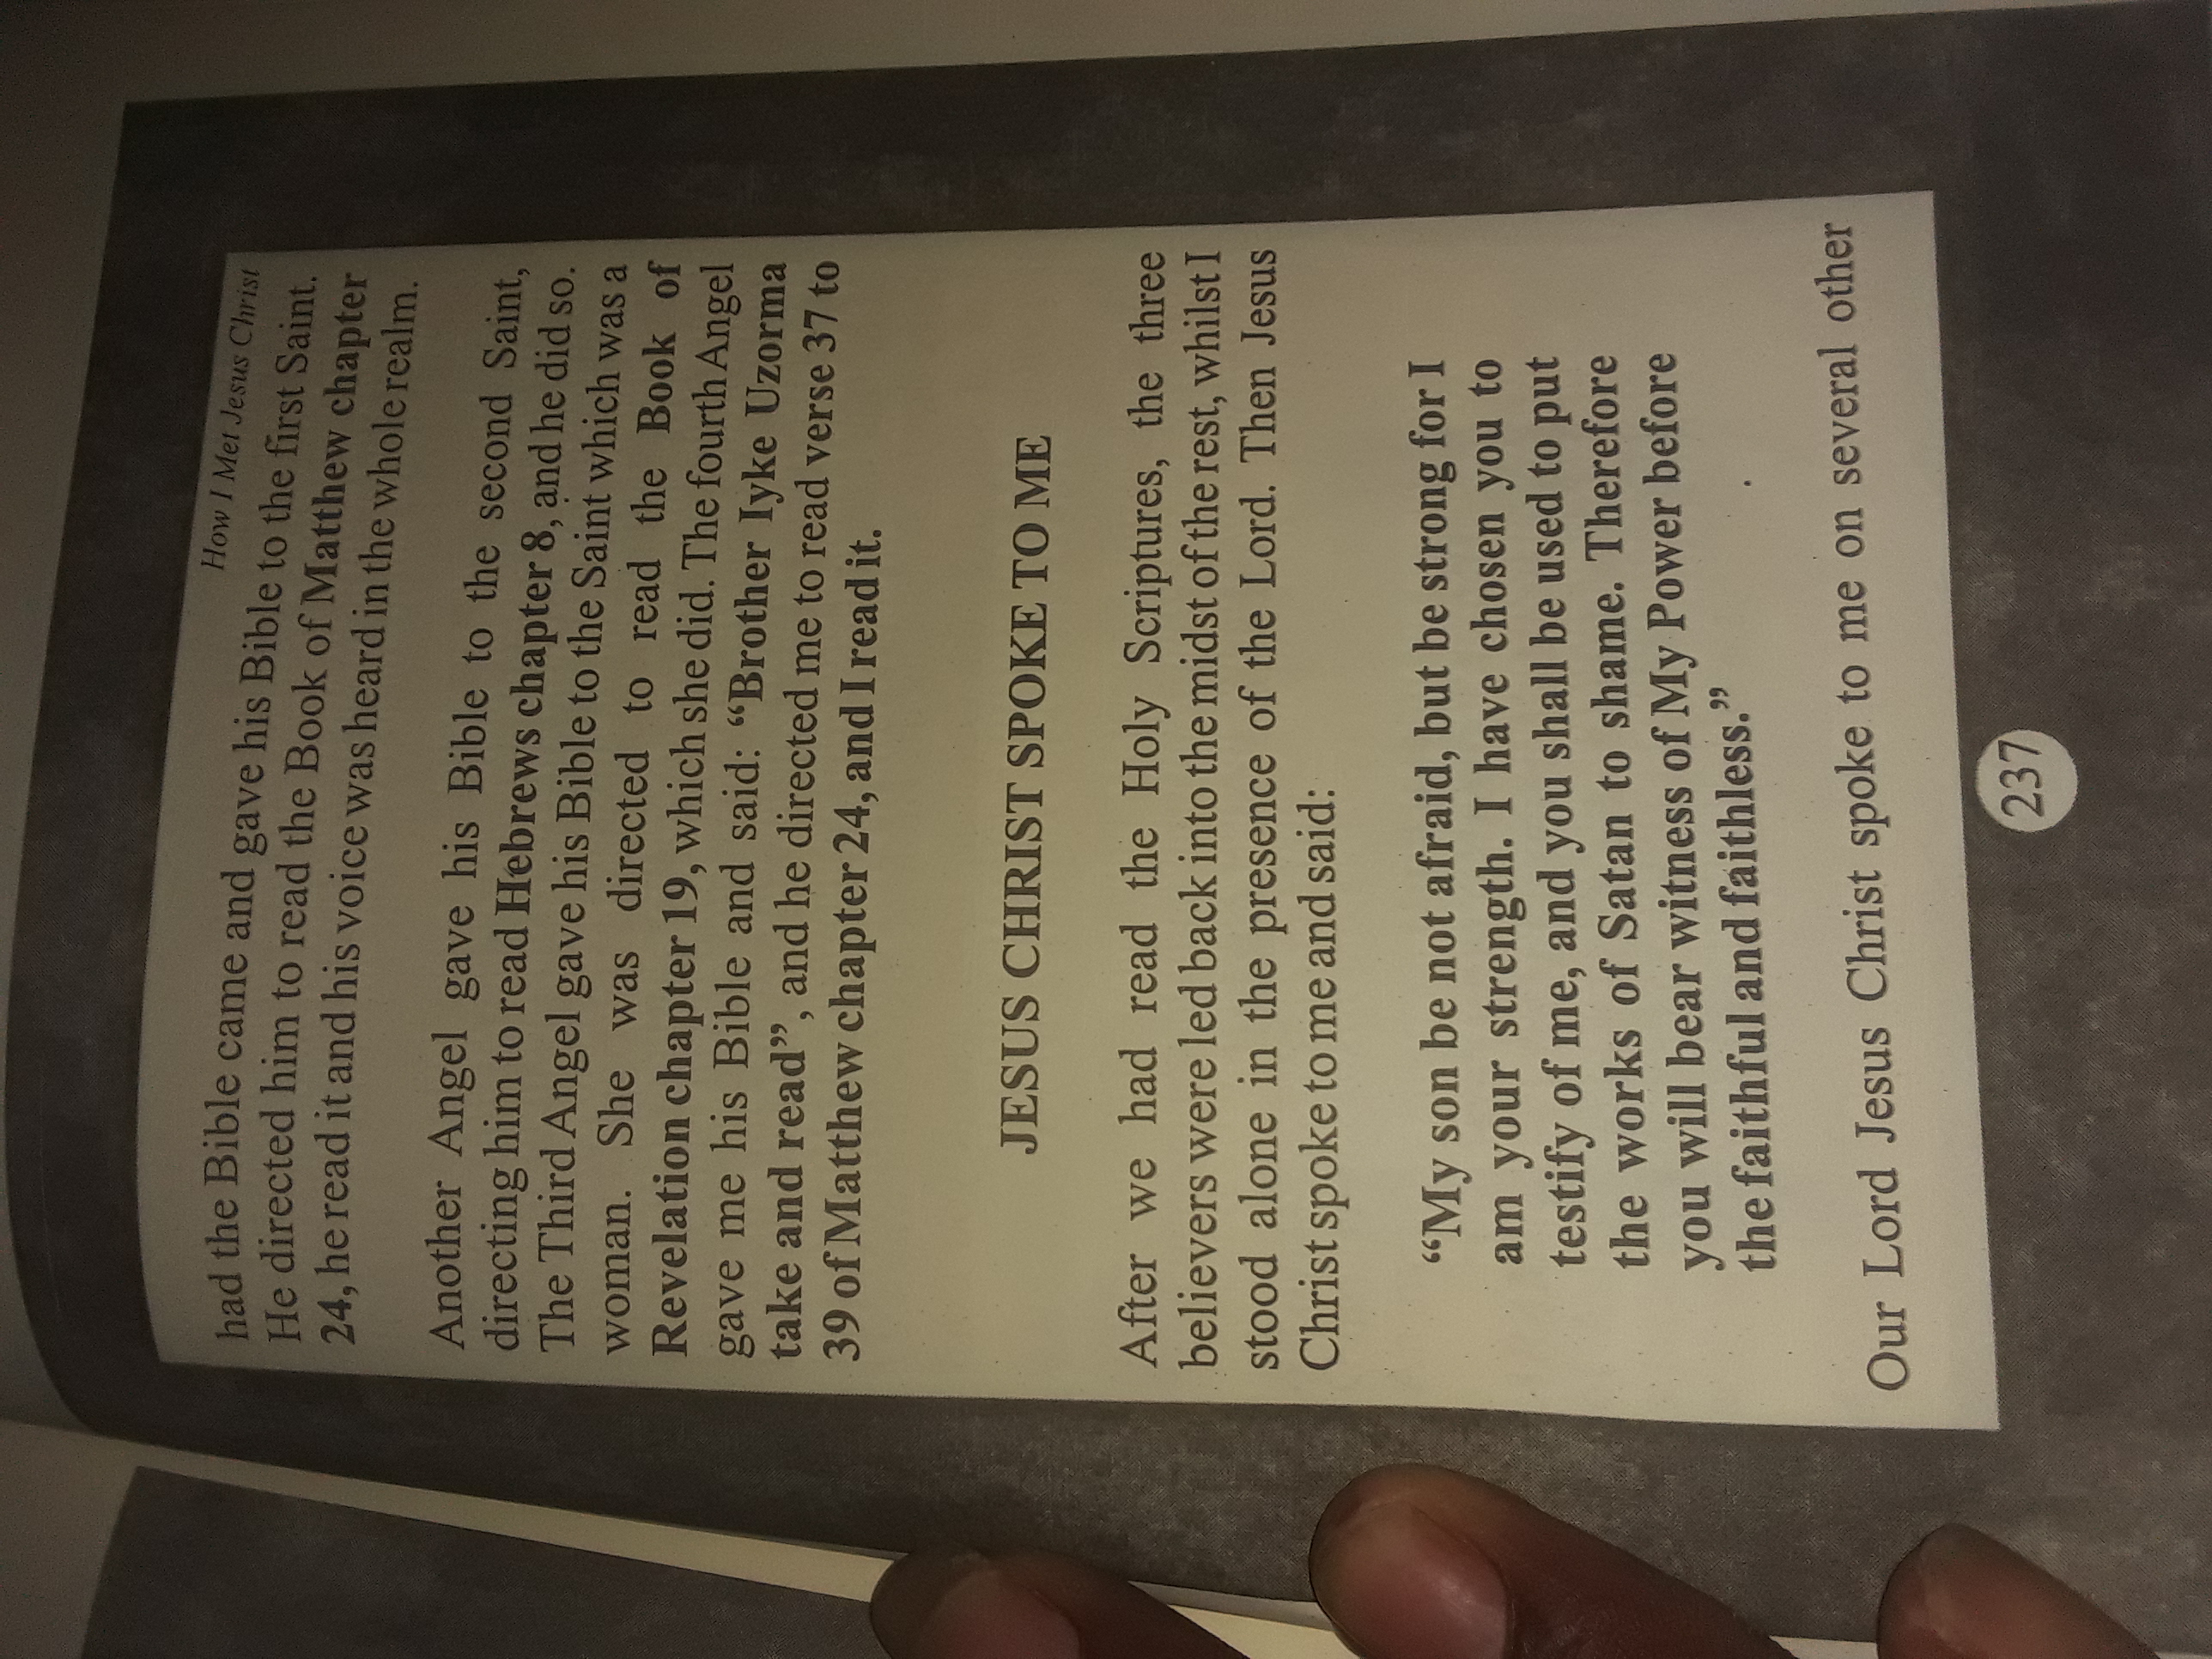 How I Met Jesus Christ
had the Bible came and gave his Bible to the first Saint.
He directed him to read the Book of Matthew chapter
24, he read it and his voice was heard in the whole realm.
Another Angel gave his Bible to the second Saint,
directing him to read Hebrews chapter 8, and he did so.
The Third Angel gave his Bible to the Saint which was a
woman. She was directed to read the Book of
Revelation chapter 19, which she did. The fourth Angel
gave me his Bible and said: “Brother Iyke Uzorma
take and read”, and he directed me to read verse 37 to
39 of Matthew chapter 24, and I read it.
JESUS CHRIST SPOKE TO ME
After we had read the Holy Scriptures, the three
believers were led back into the midst of the rest, whilst I
stood alone in the presence of the Lord. Then Jesus
Christ spoke to me and said:
“My son be not afraid, but be strong for I
am your strength. I have chosen you to
testify of me, and you shall be used to put
the works of Satan to shame. Therefore
you will bear witness of My Power before
the faithful and faithless.”
Our Lord Jesus Christ spoke to me on several other
237